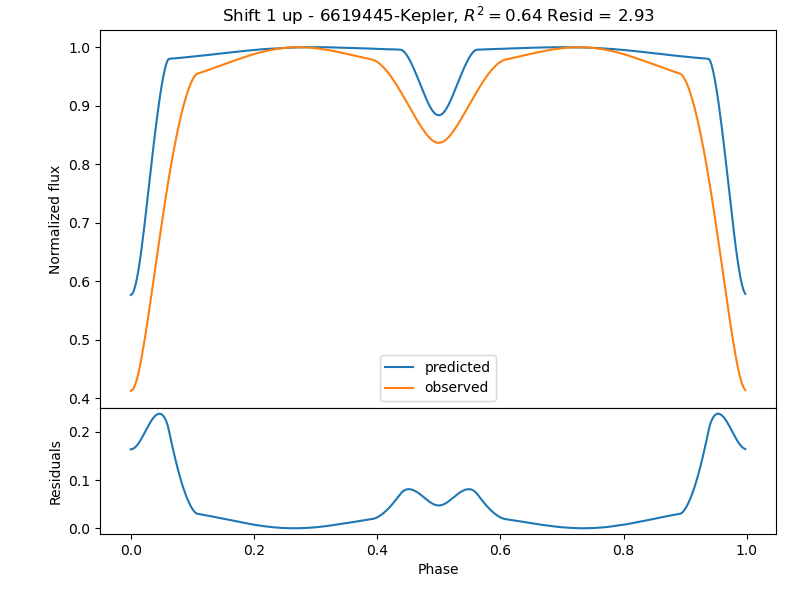 Shift 1 up - 6619445-Kepler, R² = 0.64 Resid = 2.93
Normalized flux
1.0
0.9
0.8
0.7
0.6
0.5
0.4
predicted
observed
Residuals
0.2
0.1
0.0
0.0 0.2 0.4 0.6 0.8 1.0
Phase